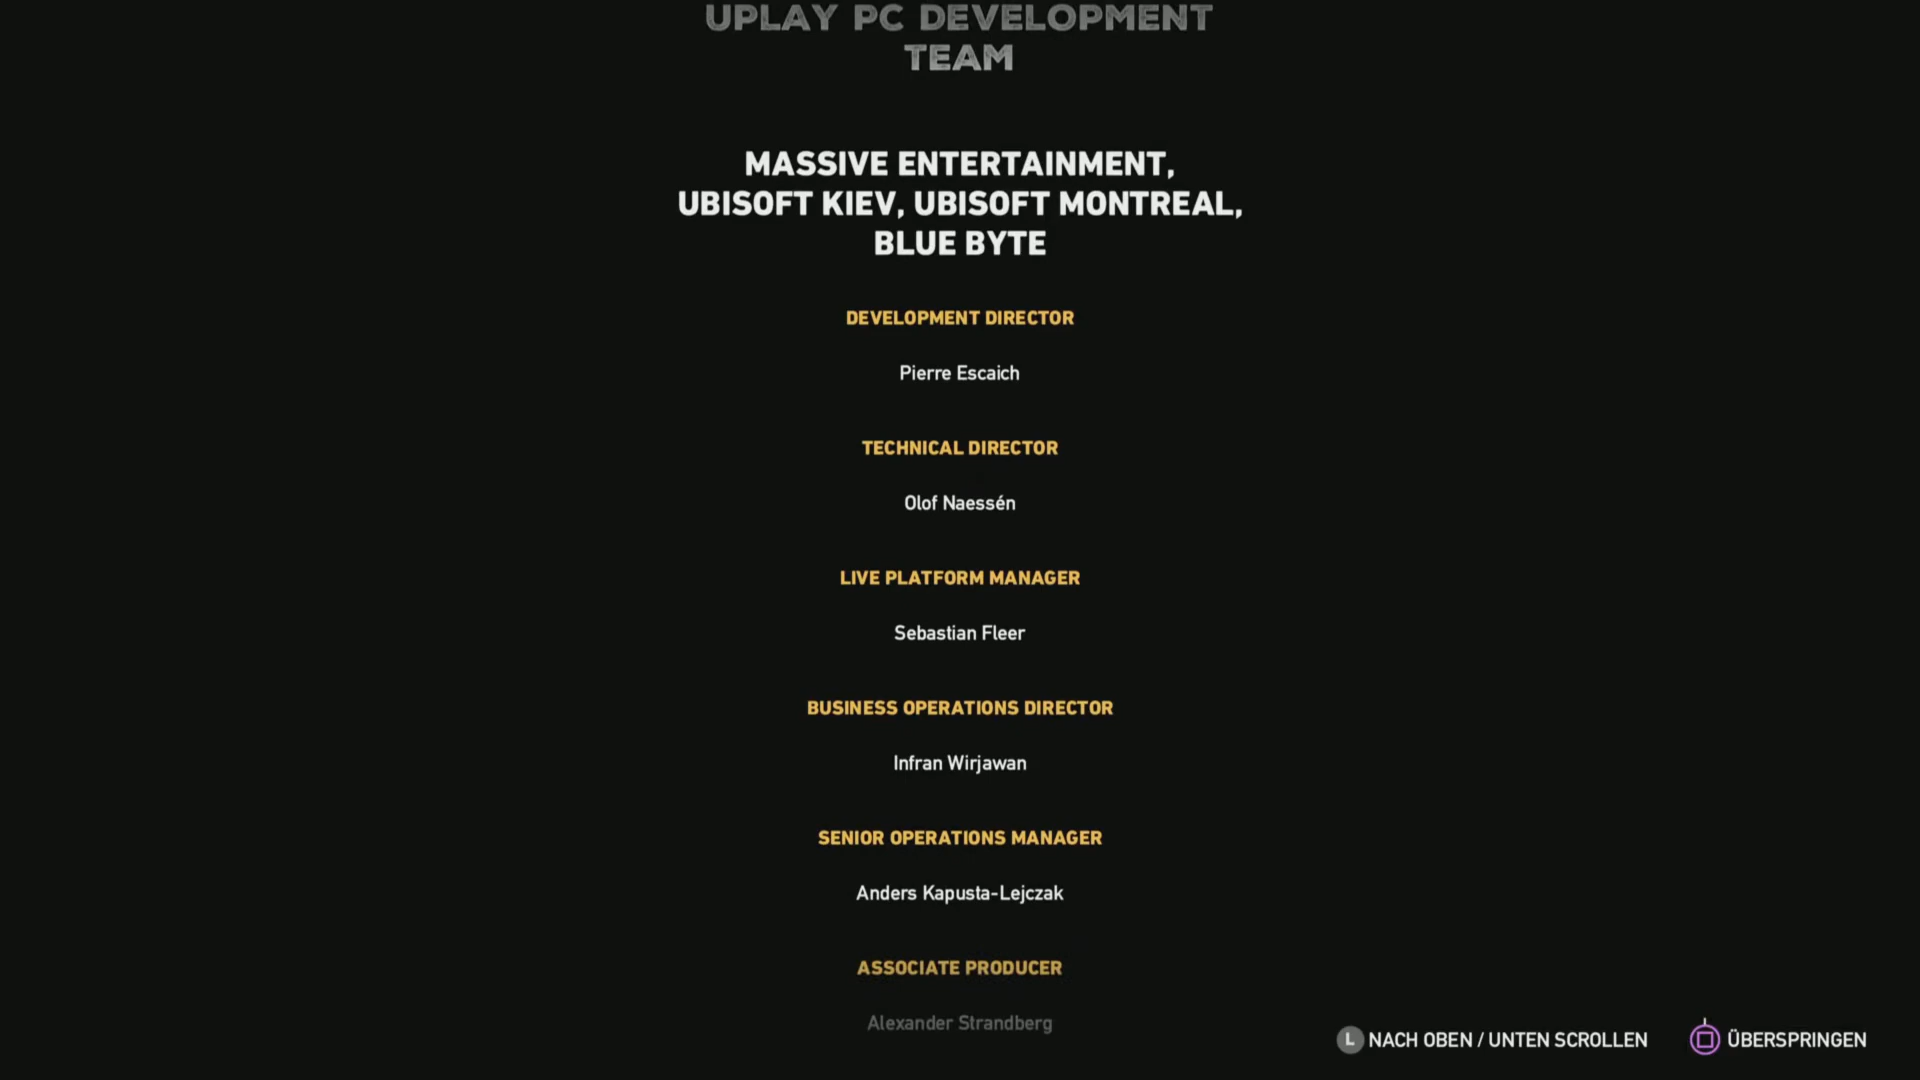 UPLAY PC DEVELOPMENT
TEAM
MASSIVE ENTERTAINMENT,
UBISOFT KIEV, UBISOFT MONTREAL,
BLUE BYTE
DEVELOPMENT DIRECTOR
Pierre Escaich
TECHNICAL DIRECTOR
Olof Naessén
LIVE PLATFORM MANAGER
Sebastian Fleer
BUSINESS OPERATIONS DIRECTOR
Infran Wirjawan
SENIOR OPERATIONS MANAGER
Anders Kapusta-Lejczak
ASSOCIATE PRODUCER
Alexander Strandberg
L NACH OBEN / UNTEN SCROLLEN
ÜBERSPRINGEN